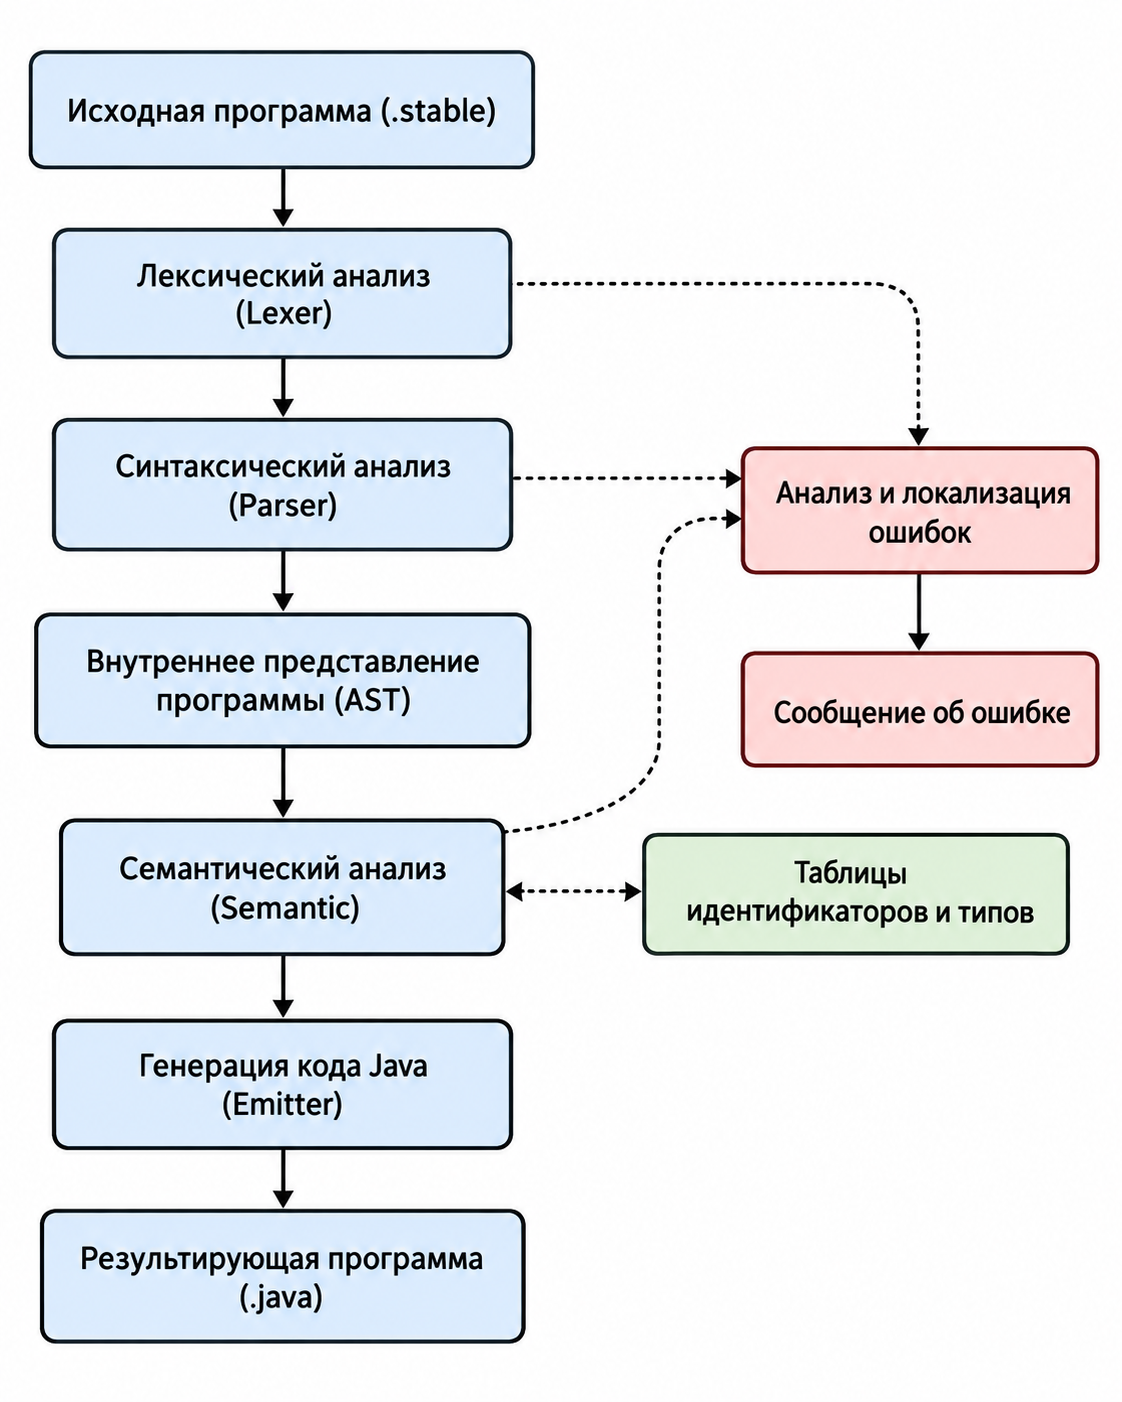 Исходная программа (.stable)
Лексический анализ
(Lexer)
Синтаксический анализ
(Parser)
Анализ и локализация
ошибок
Внутреннее представление
программы (AST)
Сообщение об ошибке
Семантический анализ
(Semantic)
Таблицы
идентификаторов и типов
Генерация кода Java
(Emitter)
Результирующая программа
(.java)